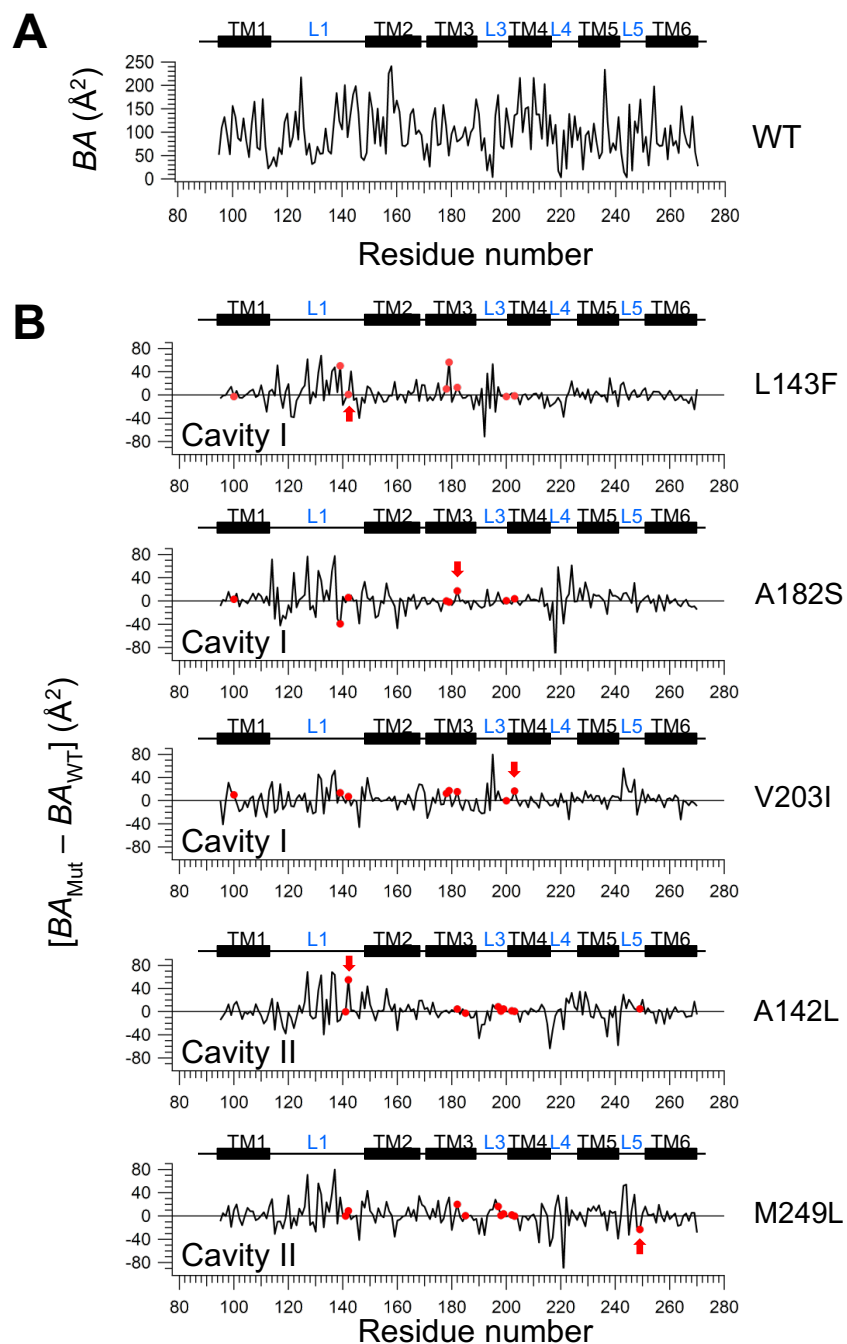 A
TM1 L1 TM2 TM3 L3 TM4 L4 TM5 L5 TM6
BA (Å²)
250
200
150
100
50
0
WT
80 100 120 140 160 180 200 220 240 260 280
Residue number
B
[BA_Mut – BA_WT] (Å²)
TM1 L1 TM2 TM3 L3 TM4 L4 TM5 L5 TM6
80
40
0
-40
-80
Cavity I
L143F
80 100 120 140 160 180 200 220 240 260 280
TM1 L1 TM2 TM3 L3 TM4 L4 TM5 L5 TM6
80
40
0
-40
-80
Cavity I
A182S
80 100 120 140 160 180 200 220 240 260 280
TM1 L1 TM2 TM3 L3 TM4 L4 TM5 L5 TM6
80
40
0
-40
-80
Cavity I
V203I
80 100 120 140 160 180 200 220 240 260 280
TM1 L1 TM2 TM3 L3 TM4 L4 TM5 L5 TM6
80
40
0
-40
-80
Cavity II
A142L
80 100 120 140 160 180 200 220 240 260 280
TM1 L1 TM2 TM3 L3 TM4 L4 TM5 L5 TM6
80
40
0
-40
-80
Cavity II
M249L
80 100 120 140 160 180 200 220 240 260 280
Residue number